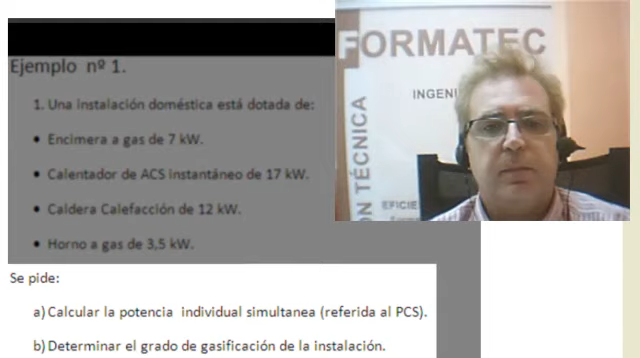 FORMATEC
INGENI
ÓN TÉCNICA
EFICIE
Ejemplo nº 1.
1. Una instalación doméstica está dotada de:
• Encimera a gas de 7 kW.
• Calentador de ACS instantáneo de 17 kW.
• Caldera Calefacción de 12 kW.
• Horno a gas de 3,5 kW.
Se pide:
a) Calcular la potencia individual simultanea (referida al PCS).
b) Determinar el grado de gasificación de la instalación.